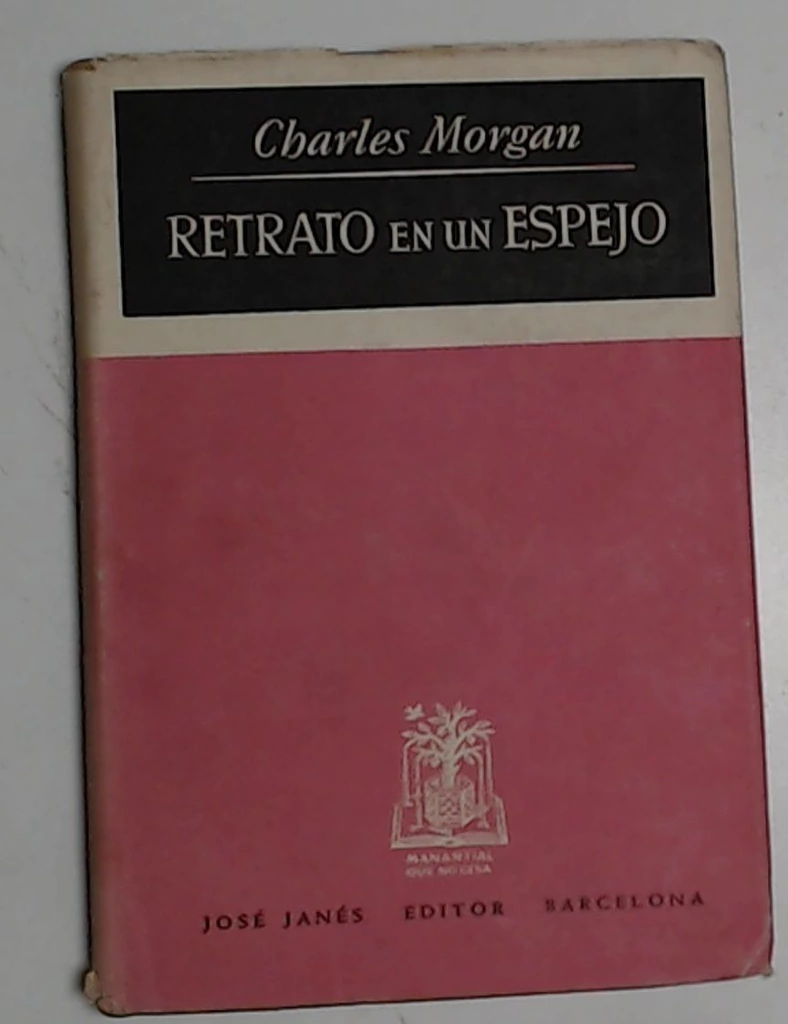 Charles Morgan
RETRATO EN UN ESPEJO
MANANTIAL
QUE NO CESA
JOSÉ JANÉS EDITOR BARCELONA